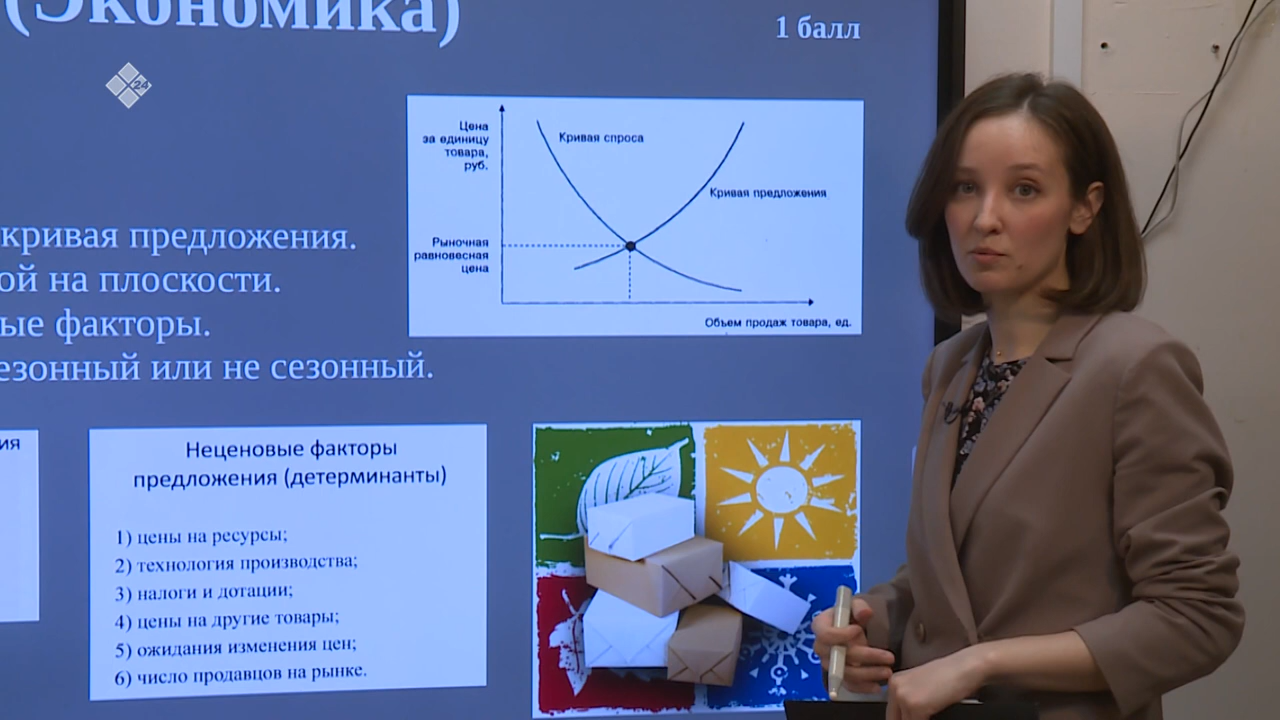 (Экономика)
1 балл
24
Цена
за единицу
товара,
руб.
Кривая спроса
Кривая предложения
Рыночная
равновесная
цена
Объем продаж товара, ед.
кривая предложения.
ой на плоскости.
ые факторы.
езонный или не сезонный.
ия
Неценовые факторы
предложения (детерминанты)
1) цены на ресурсы;
2) технология производства;
3) налоги и дотации;
4) цены на другие товары;
5) ожидания изменения цен;
6) число продавцов на рынке.